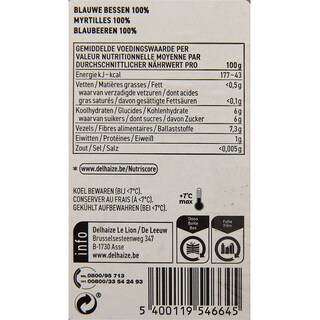 BLAUWE BESSEN 100%
MYRTILLES 100%
BLAUBEEREN 100%
GEMIDDELDE VOEDINGSWAARDE PER
VALEUR NUTRITIONNELLE MOYENNE PAR
DURCHSCHNITTLICHER NÄHRWERT PRO 100g
Energie kJ-kcal 177-43
Vetten / Matières grasses / Fett <0,5g
waarvan verzadigde vetzuren / dont acides
gras saturés / davon gesättigte Fettsäuren <0,1g
Koolhydraten / Glucides / Kohlenhydrate 6g
waarvan suikers / dont sucres / davon Zucker 6g
Vezels / Fibres alimentaires / Ballaststoffe 7,3g
Eiwitten / Protéines / Eiweiß 1g
Zout / Sel / Salz <0,005g
www.delhaize.be/Nutriscore
KOEL BEWAREN (BIJ <7°C).
CONSERVER AU FRAIS (À <7°C).
GEKÜHLT AUFBEWAHREN (BEI <7°C).
+7°C
max
info
Delhaize Le Lion / De Leeuw
Brusselsesteenweg 347
B-1730 Asse
www.delhaize.be
0800/95 713
0032/33 54 24 93
5 400119 546645